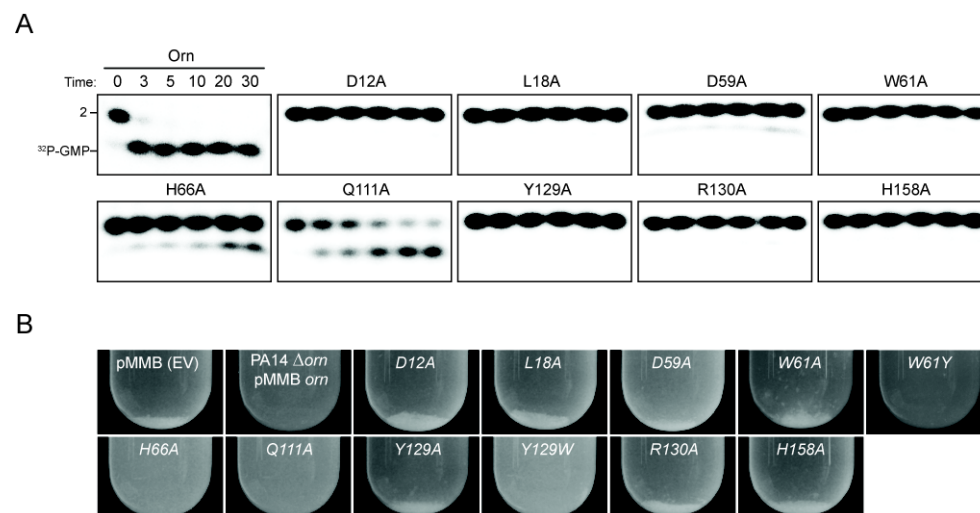 A
Orn
Time: 0 3 5 10 20 30
D12A L18A D59A W61A
2
³²P-GMP
H66A Q111A Y129A R130A H158A
B
pMMB (EV) PA14 Δorn D12A L18A D59A W61A W61Y
pMMB orn
H66A Q111A Y129A Y129W R130A H158A